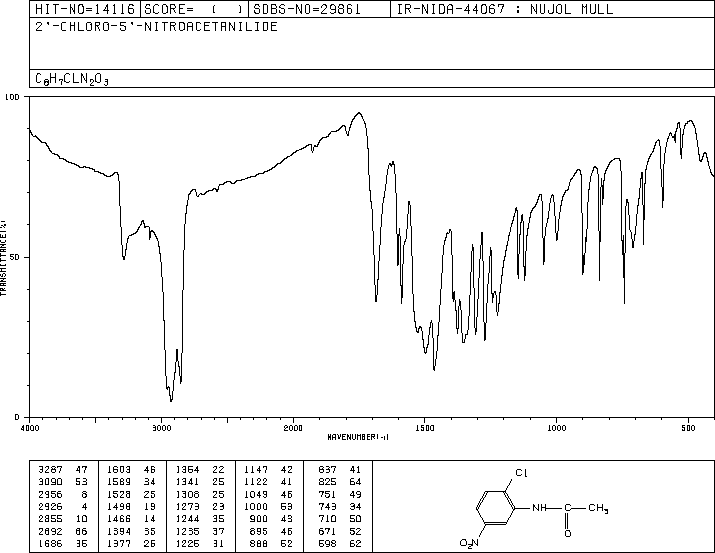 HIT-NO=14116 SCORE= ( ) SDBS-NO=29861 IR-NIDA-44067 : NUJOL MULL
2'-CHLORO-5'-NITROACETANILIDE
C8H7CLN2O3
100
50
0
TRANSMITTANCE(%)
4000 3000 2000 1500 1000 500
WAVENUMBER(-1)
3287 47 1603 46 1364 22 1147 42 837 41
3090 53 1589 34 1341 25 1122 41 825 64
2956 8 1528 25 1308 25 1049 46 751 49
2926 4 1498 19 1273 23 1000 53 743 34
2855 10 1466 14 1244 35 900 43 710 50
2692 66 1394 35 1235 37 895 46 671 52
1686 35 1377 26 1225 31 888 52 598 62
Cl
NH
C
CH3
O
O2N